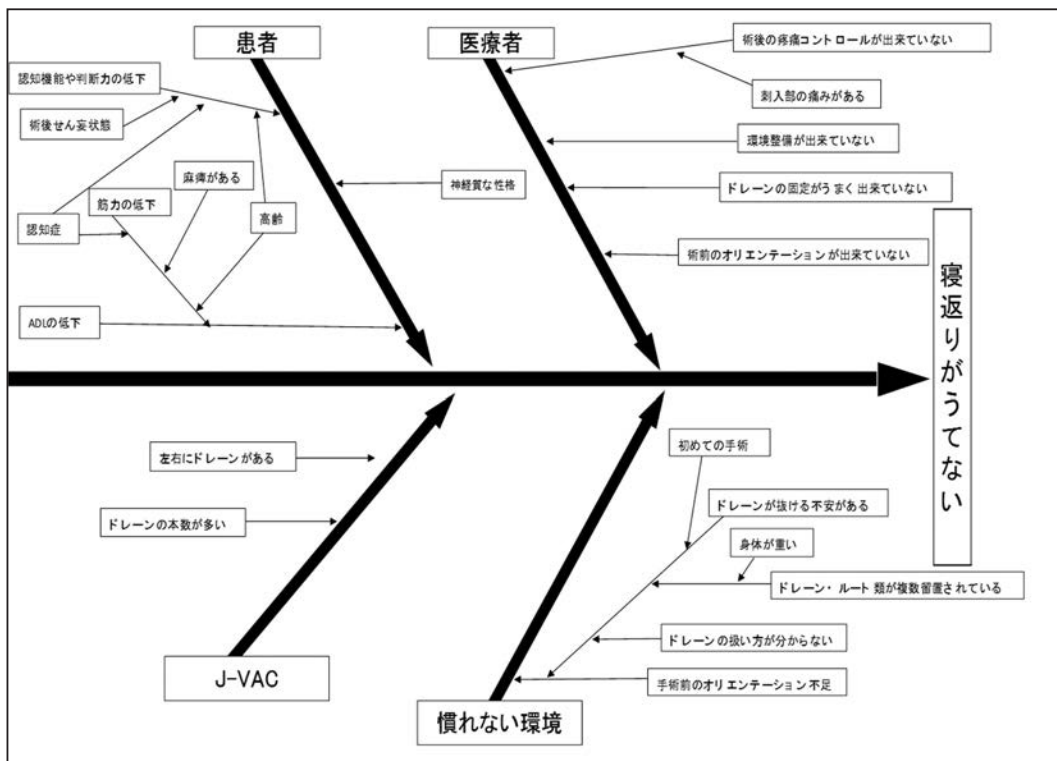 患者
医療者
術後の疼痛コントロールが出来ていない
認知機能や判断力の低下
刺入部の痛みがある
術後せん妄状態
環境整備が出来ていない
麻痺がある
神経質な性格
ドレーンの固定がうまく出来ていない
筋力の低下
認知症
高齢
術前のオリエンテーションが出来ていない
ADLの低下
寝返りがうてない
左右にドレーンがある
初めての手術
ドレーンの本数が多い
ドレーンが抜ける不安がある
身体が重い
ドレーン・ルート類が複数留置されている
ドレーンの扱い方が分からない
J-VAC
手術前のオリエンテーション不足
慣れない環境